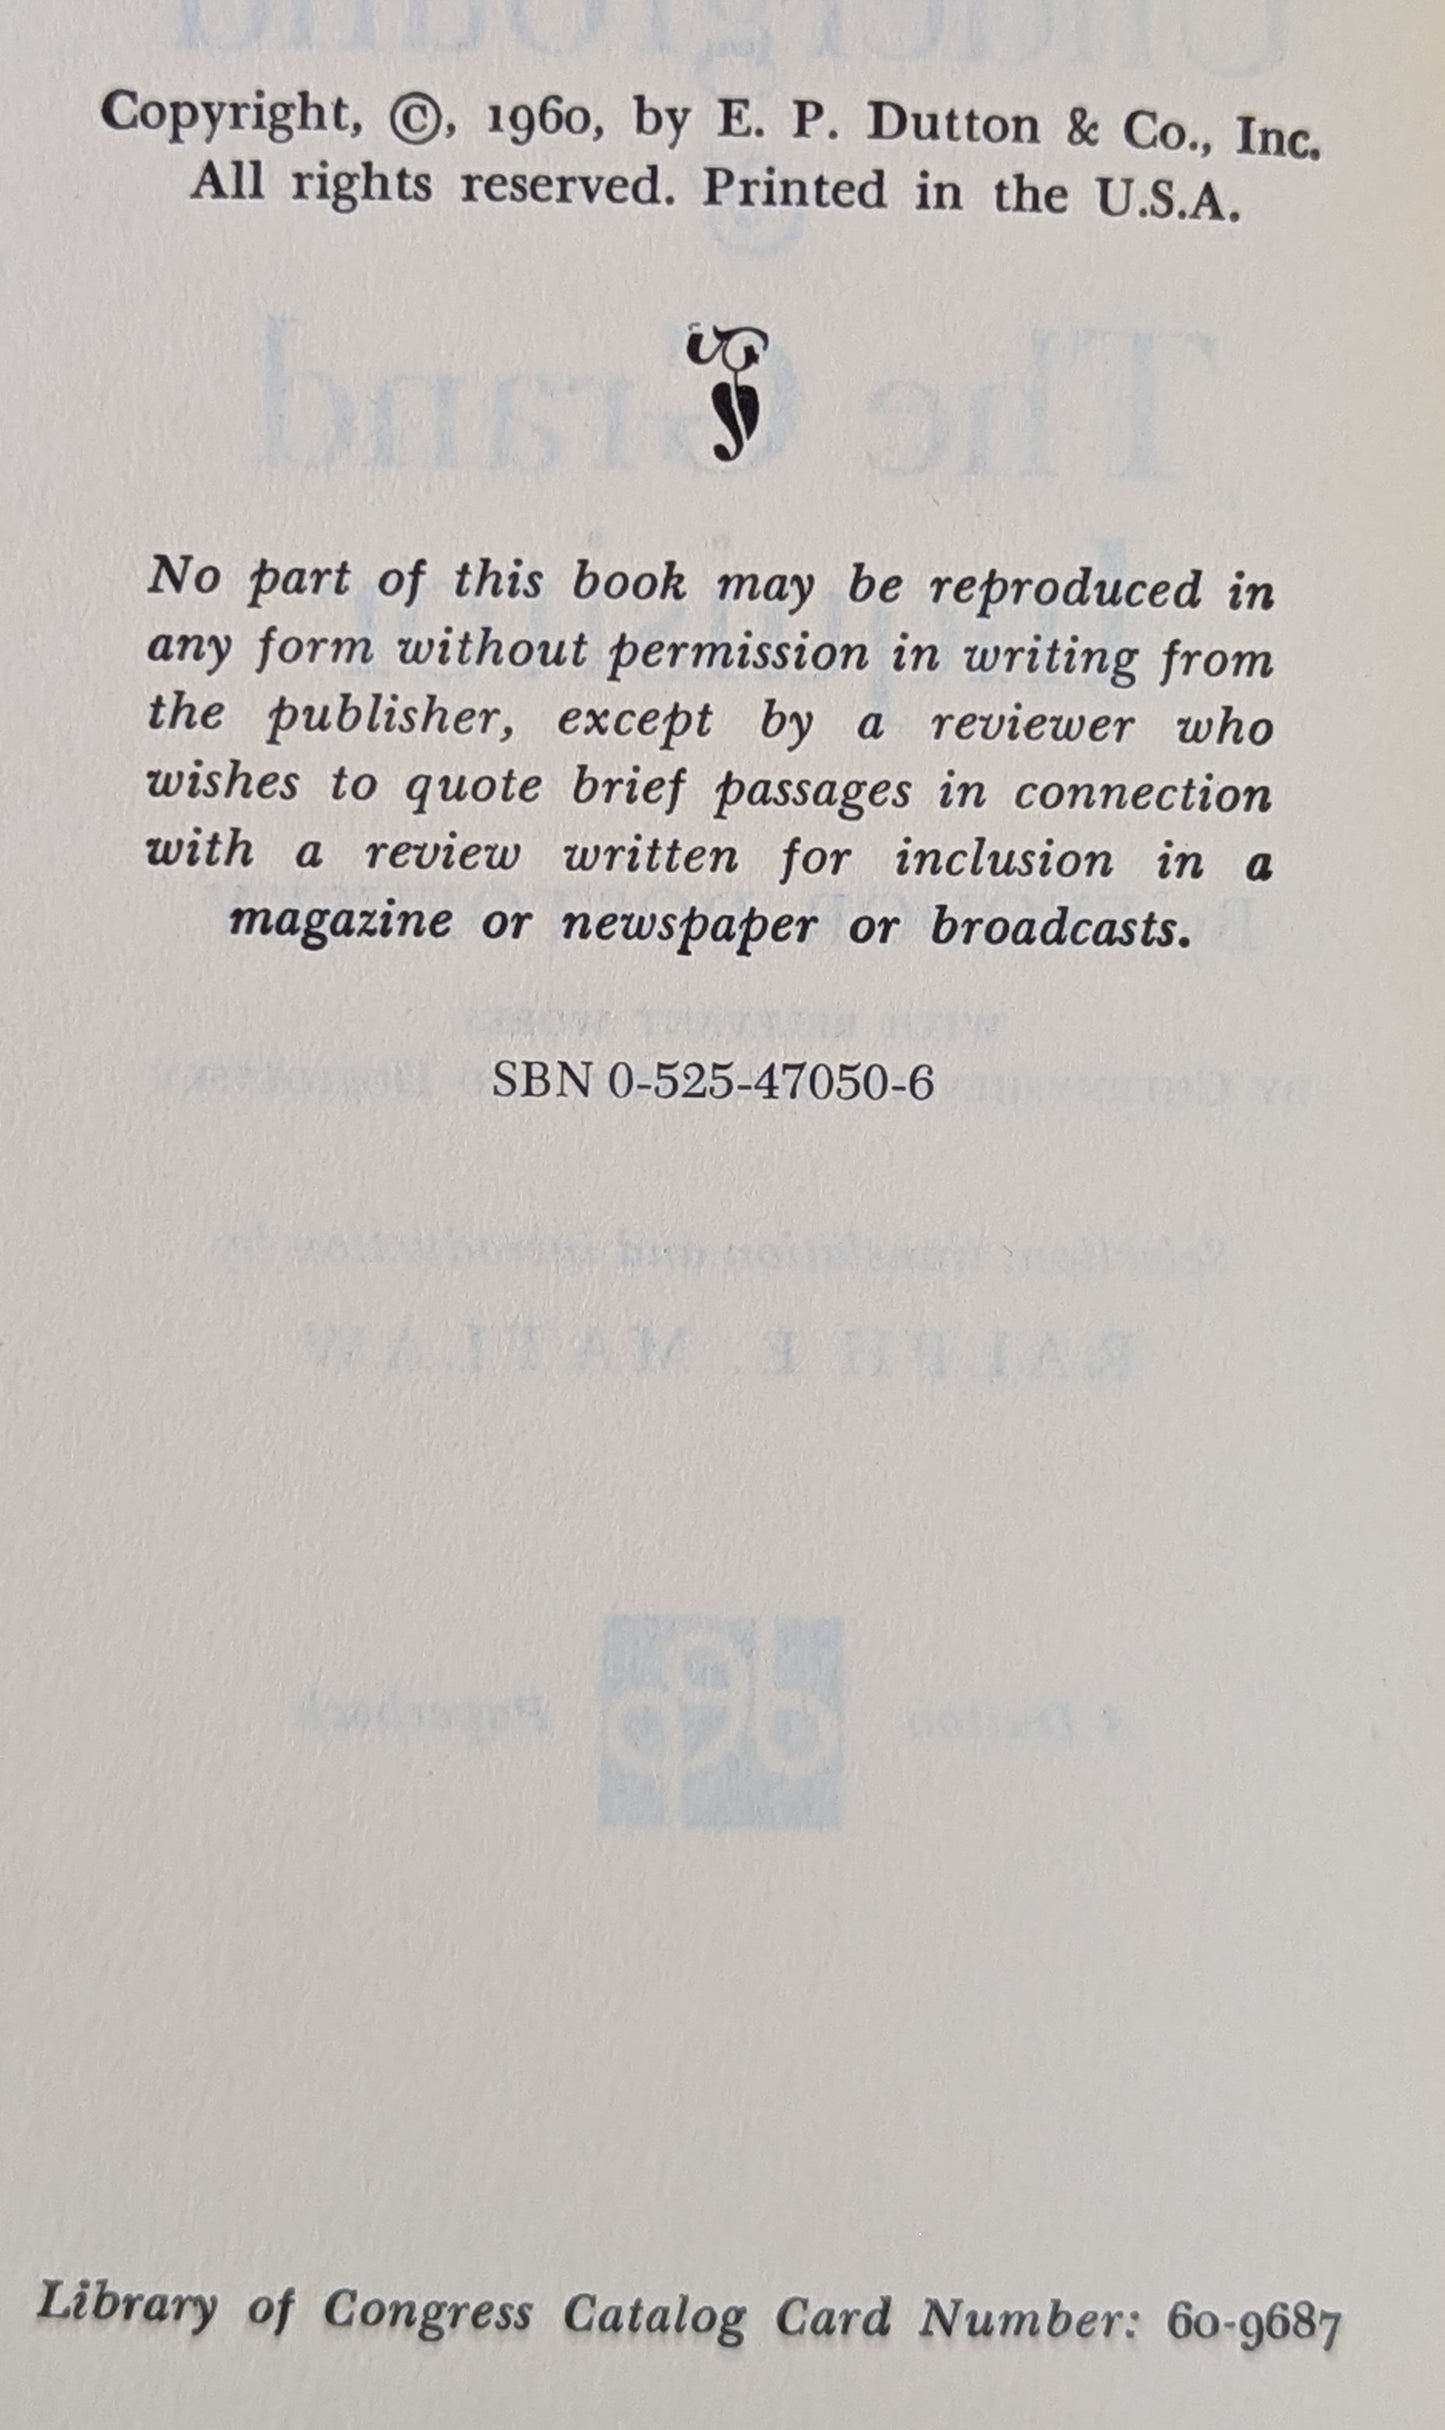 Copyright, ©, 1960, by E. P. Dutton & Co., Inc.
All rights reserved. Printed in the U.S.A.
No part of this book may be reproduced in
any form without permission in writing from
the publisher, except by a reviewer who
wishes to quote brief passages in connection
with a review written for inclusion in a
magazine or newspaper or broadcasts.
SBN 0-525-47050-6
Library of Congress Catalog Card Number: 60-9687